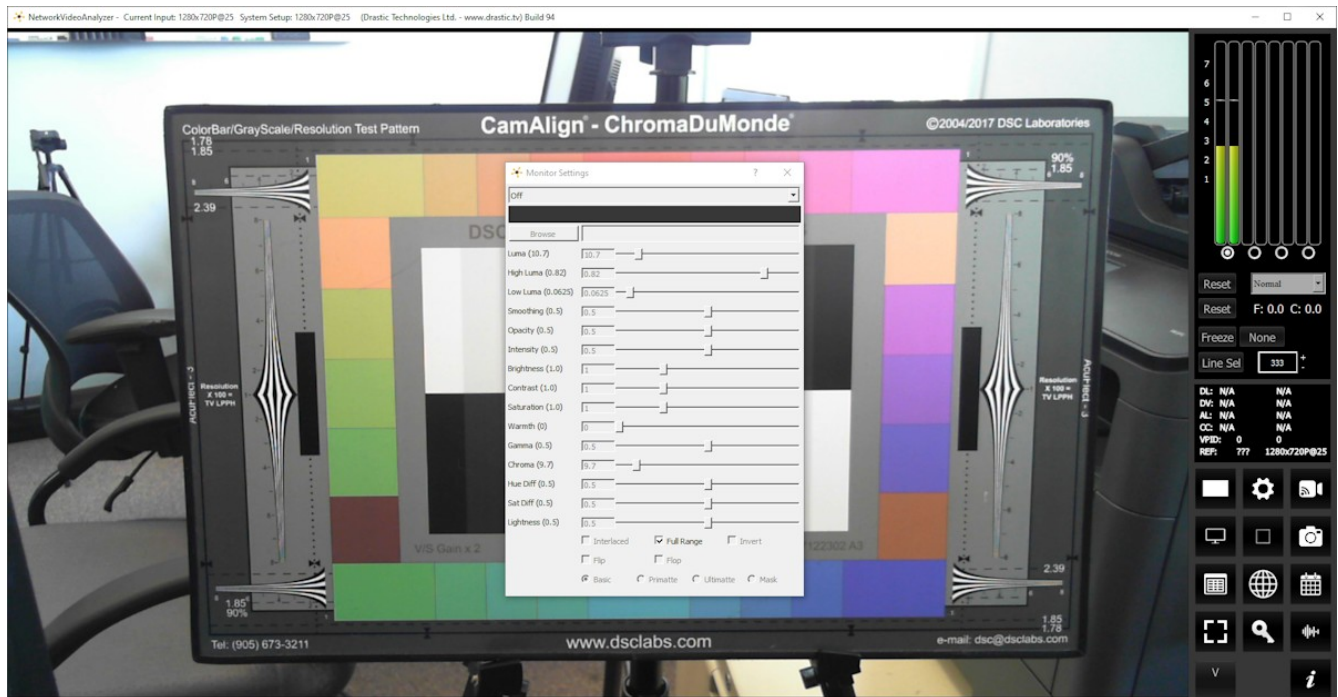 NetworkVideoAnalyzer - Current Input: 1280x720P@25 System Setup: 1280x720P@25 (Drastic Technologies Ltd. - www.drastic.tv) Build 94
ColorBar/GrayScale/Resolution Test Pattern
CamAlign® - ChromaDuMonde®
©2004/2017 DSC Laboratories
1.78
1.85
2.39
90%
1.85
DSC
Resolution
X 100 =
TV LPPH
AcuFlect - 3
Resolution
X 100 =
TV LPPH
AcuFlect - 3
V/S Gain x 2
122302 A3
1.85
90%
2.39
1.85
1.78
Tel: (905) 673-3211
www.dsclabs.com
e-mail: dsc@dsclabs.com
Monitor Settings
? ×
Off
Browse
Luma (10.7) 10.7
High Luma (0.82) 0.82
Low Luma (0.0625) 0.0625
Smoothing (0.5) 0.5
Opacity (0.5) 0.5
Intensity (0.5) 0.5
Brightness (1.0) 1
Contrast (1.0) 1
Saturation (1.0) 1
Warmth (0) 0
Gamma (0.5) 0.5
Chroma (9.7) 9.7
Hue Diff (0.5) 0.5
Sat Diff (0.5) 0.5
Lightness (0.5) 0.5
Interlaced Full Range Invert
Flip Flop
Basic Primatte Ultimatte Mask
7
6
5
4
3
2
1
Reset Normal
Reset F: 0.0 C: 0.0
Freeze None
Line Sel 333 + -
DL: N/A N/A
DV: N/A N/A
AL: N/A N/A
CC: N/A N/A
VPID: 0 0
REF: ??? 1280x720P@25
V
i